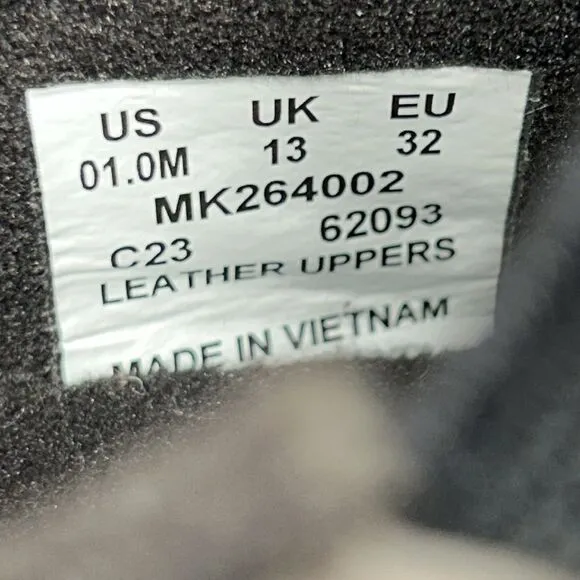 US UK EU
01.0M 13 32
MK264002
C23 62093
LEATHER UPPERS
MADE IN VIETNAM